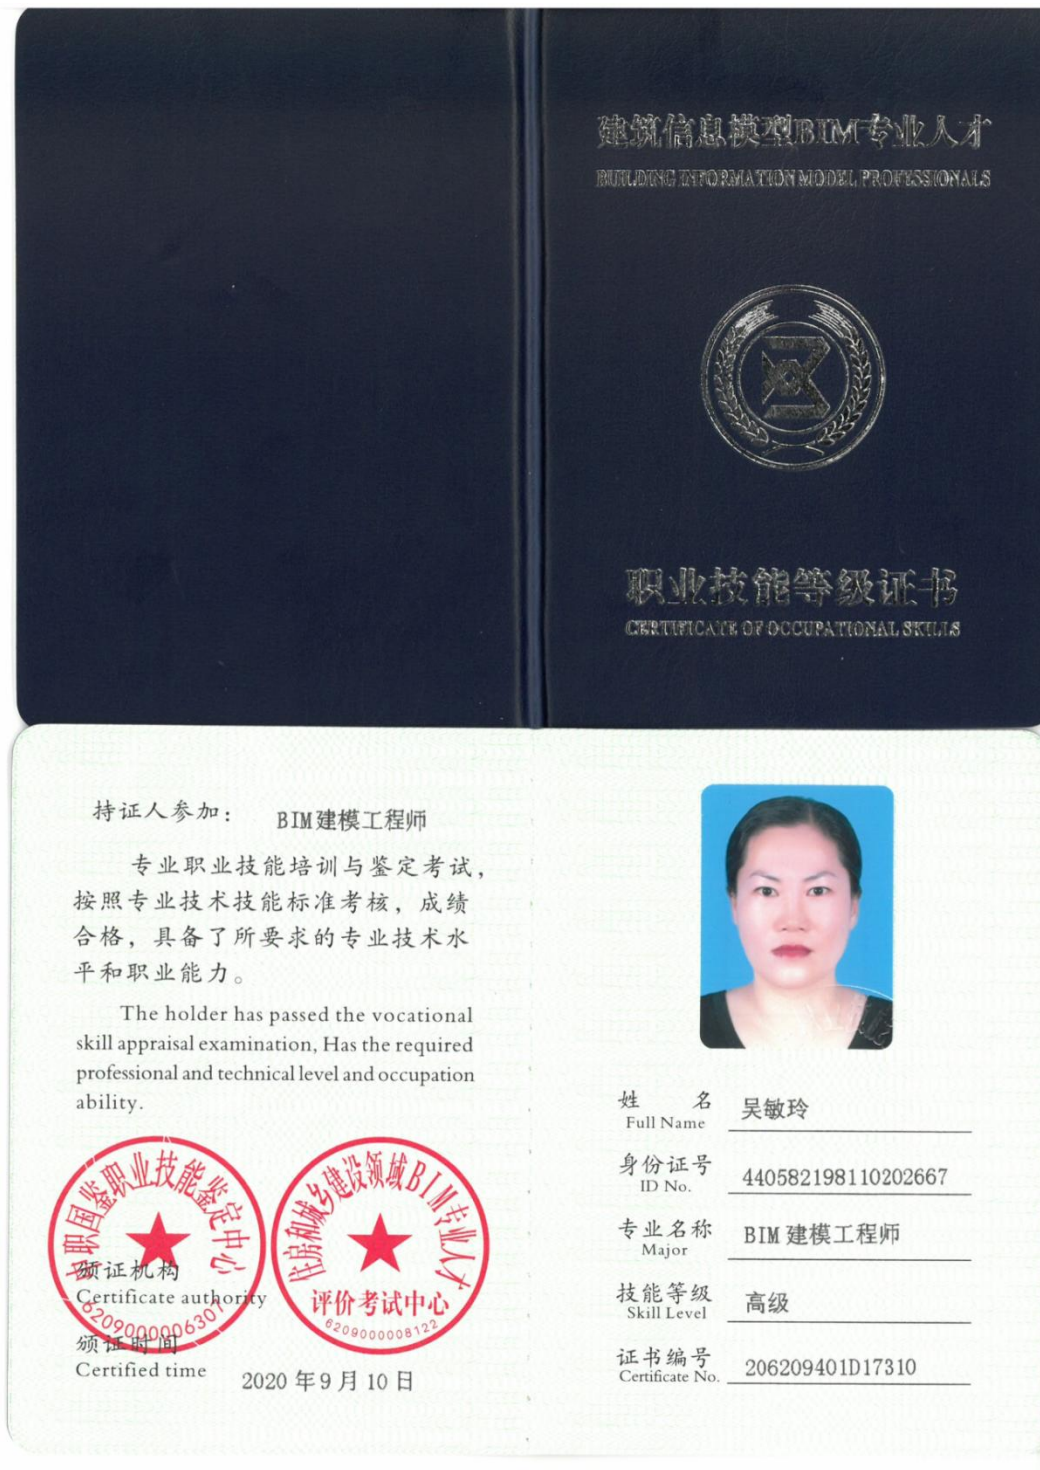 建筑信息模型BIM专业人才
BUILDING INFORMATION MODEL PROFESSIONALS
职业技能等级证书
CERTIFICATE OF OCCUPATIONAL SKILLS
持证人参加： BIM建模工程师
专业职业技能培训与鉴定考试，
按照专业技术技能标准考核，成绩
合格，具备了所要求的专业技术水
平和职业能力。
The holder has passed the vocational
skill appraisal examination, Has the required
professional and technical level and occupation
ability.
职国鉴职业技能鉴定中心
6209000006307
住房和城乡建设领域BIM专业人才
评价考试中心
6209000008122
颁证机构
Certificate authority
颁证时间
Certified time
2020 年 9 月 10 日
姓 名 吴敏玲
Full Name
身份证号 440582198110202667
ID No.
专业名称 BIM 建模工程师
Major
技能等级 高级
Skill Level
证书编号 206209401D17310
Certificate No.